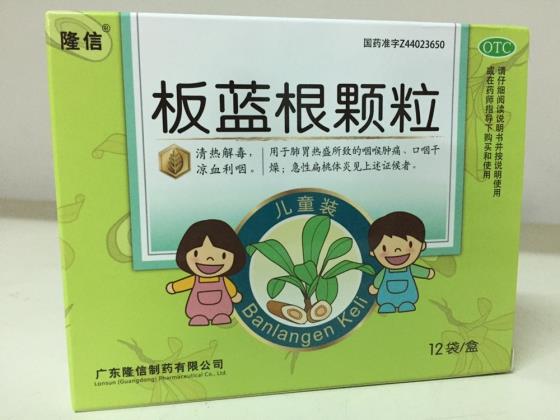 隆信®
国药准字Z44023650
OTC
请仔细阅读说明书并按说明使用
或在药师指导下购买和使用
板蓝根颗粒
清热解毒，
凉血利咽。
用于肺胃热盛所致的咽喉肿痛、口咽干
燥；急性扁桃体炎见上述证候者。
儿童装
Banlangen Keli
12袋/盒
广东隆信制药有限公司
Lonsun (Guangdong) Pharmaceutical Co., Ltd.